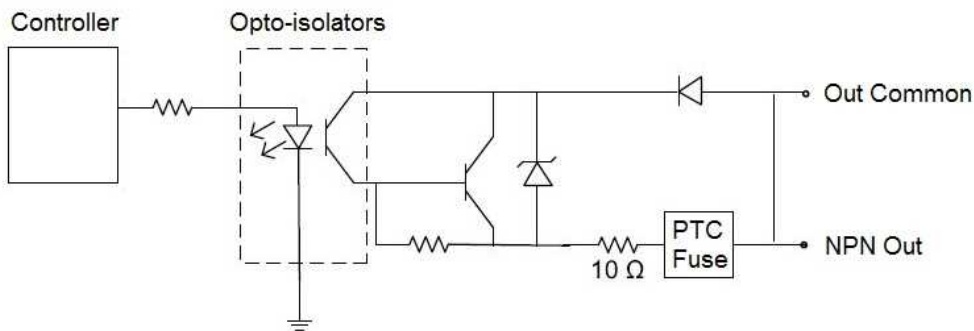 Controller
Opto-isolators
Out Common
PTC
Fuse
NPN Out
10 Ω